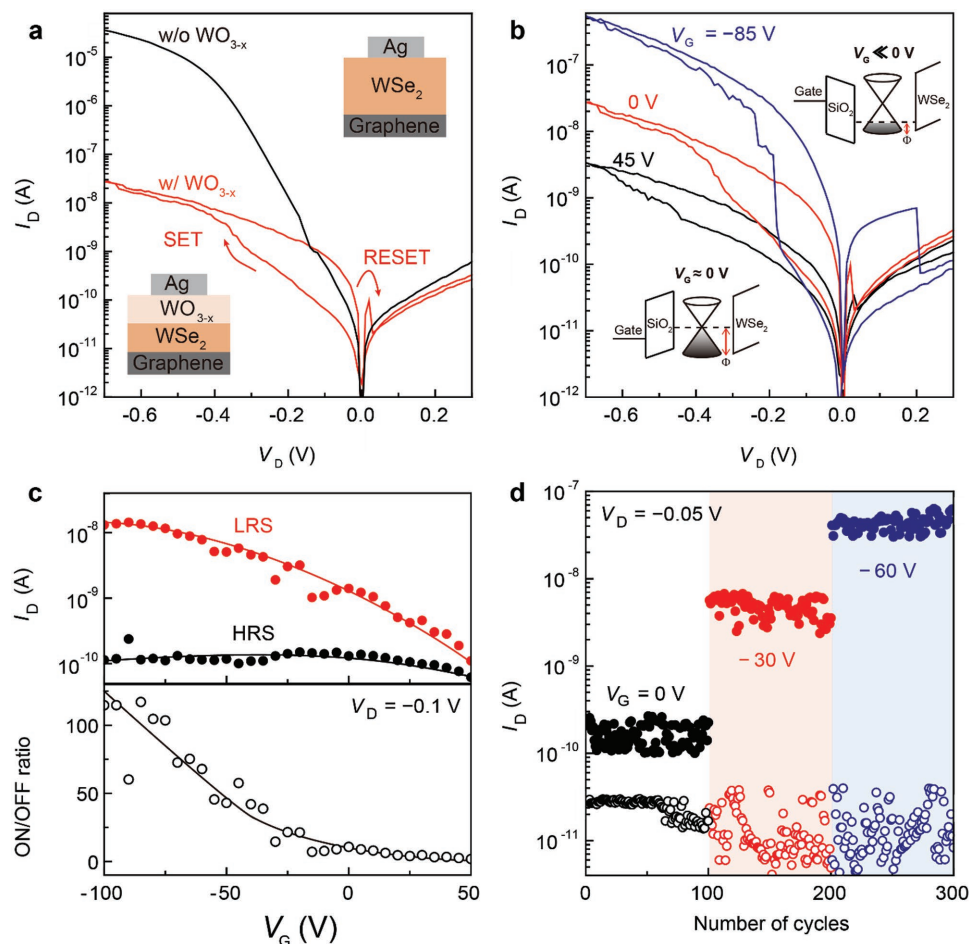 a
w/o WO3-x
Ag
WSe2
Graphene
w/ WO3-x
SET
RESET
Ag
WO3-x
WSe2
Graphene
10-5
10-6
10-7
10-8
10-9
10-10
10-11
10-12
ID (A)
-0.6 -0.4 -0.2 0.0 0.2
VD (V)
b
VG = −85 V
0 V
45 V
VG ≪ 0 V
Gate
SiO2
WSe2
Φ
VG ≈ 0 V
Gate
SiO2
WSe2
Φ
10-6
10-7
10-8
10-9
10-10
10-11
10-12
ID (A)
-0.6 -0.4 -0.2 0.0 0.2
VD (V)
c
LRS
HRS
10-8
10-9
10-10
ID (A)
VD = −0.1 V
100
50
0
ON/OFF ratio
-100 -50 0 50
VG (V)
d
VD = −0.05 V
− 60 V
− 30 V
VG = 0 V
10-6
10-7
10-8
10-9
10-10
10-11
ID (A)
0 100 200 300
Number of cycles